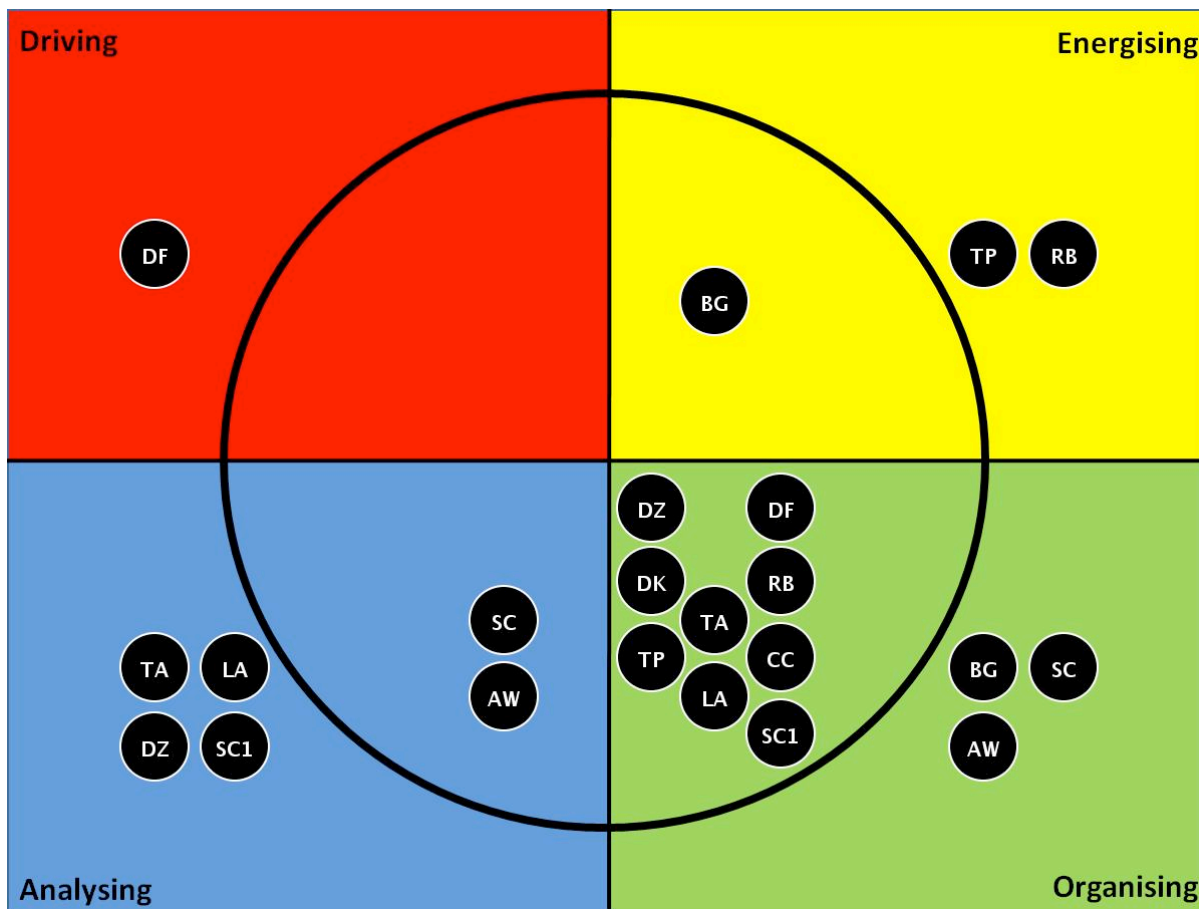 Driving
Energising
DF
TP RB
BG
DZ DF
DK RB
TA
TP CC
LA
SC1
SC
AW
TA LA
DZ SC1
BG SC
AW
Analysing
Organising